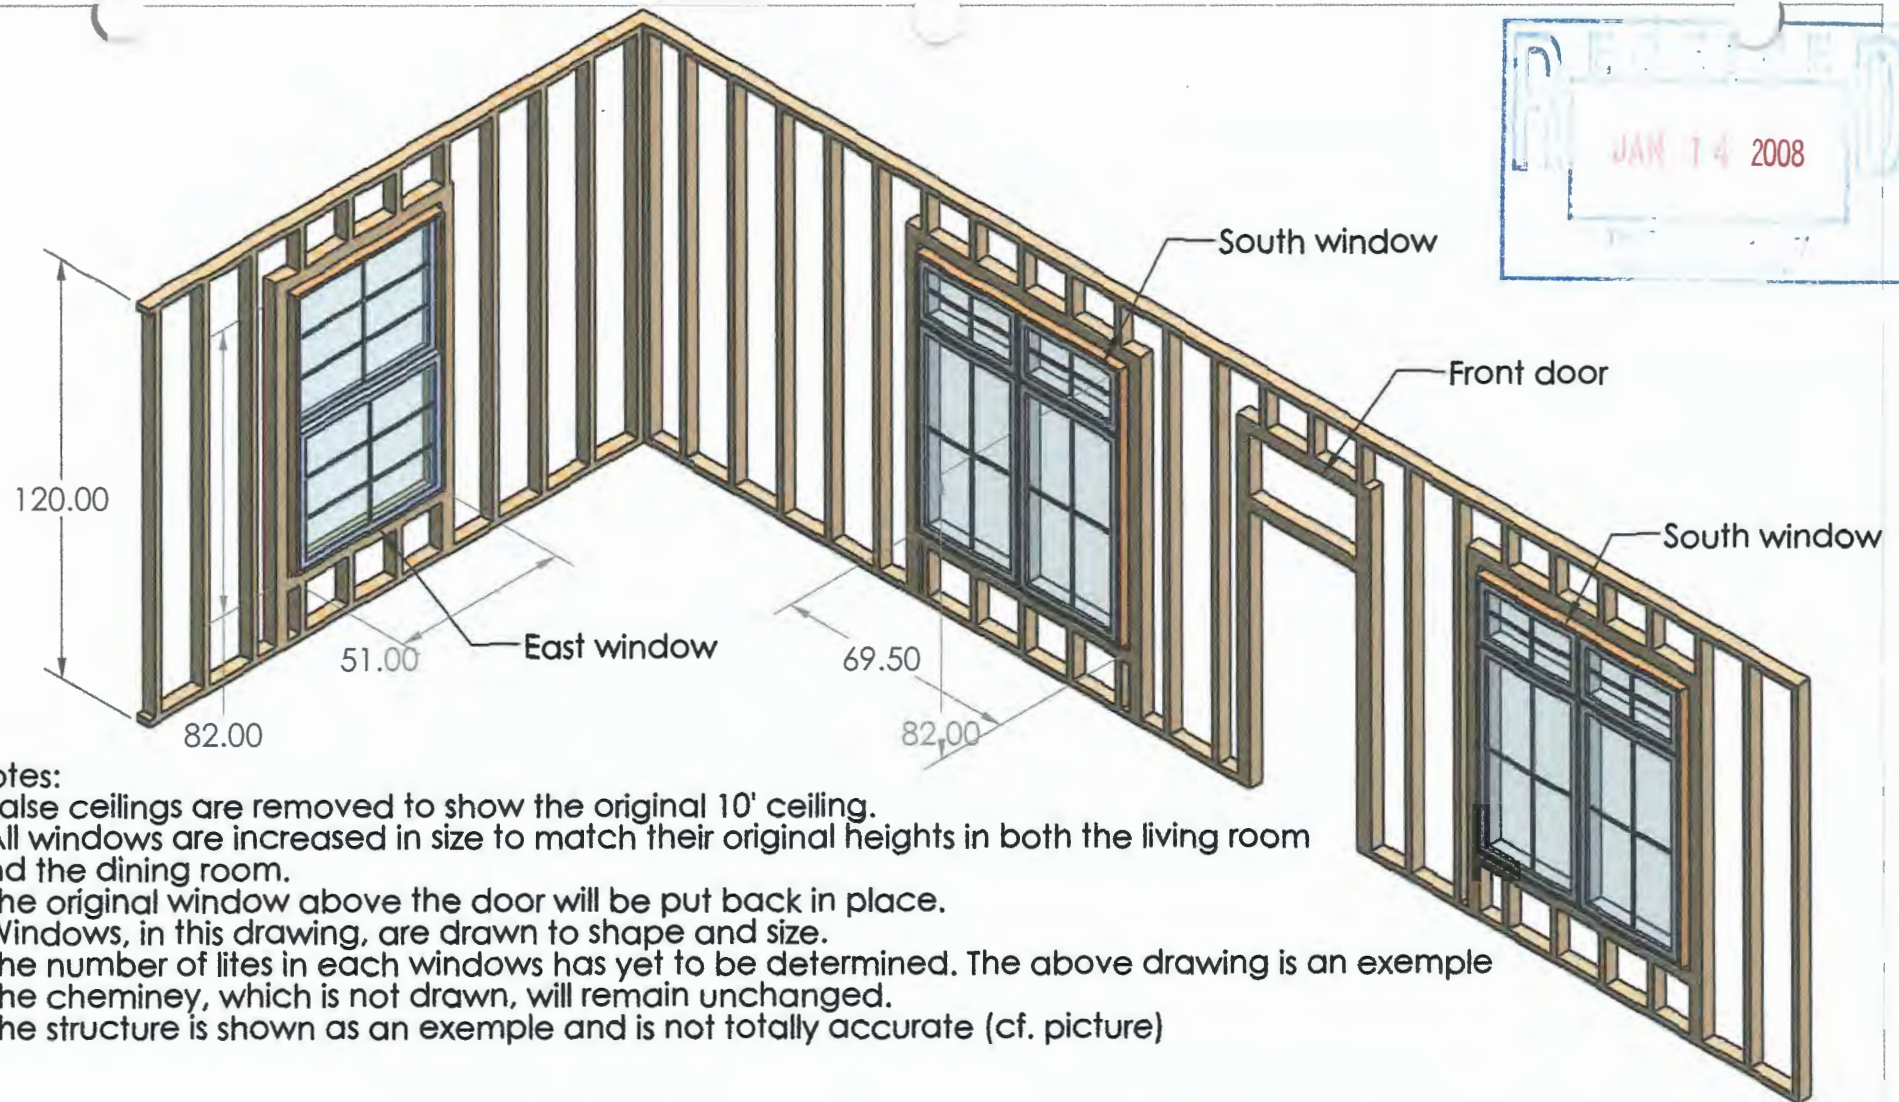 JAN 14 2008
South window
Front door
South window
120.00
East window
51.00
69.50
82.00
82.00
otes:
alse ceilings are removed to show the original 10' ceiling.
All windows are increased in size to match their original heights in both the living room
nd the dining room.
he original window above the door will be put back in place.
Windows, in this drawing, are drawn to shape and size.
he number of lites in each windows has yet to be determined. The above drawing is an exemple
he cheminey, which is not drawn, will remain unchanged.
he structure is shown as an exemple and is not totally accurate (cf. picture)